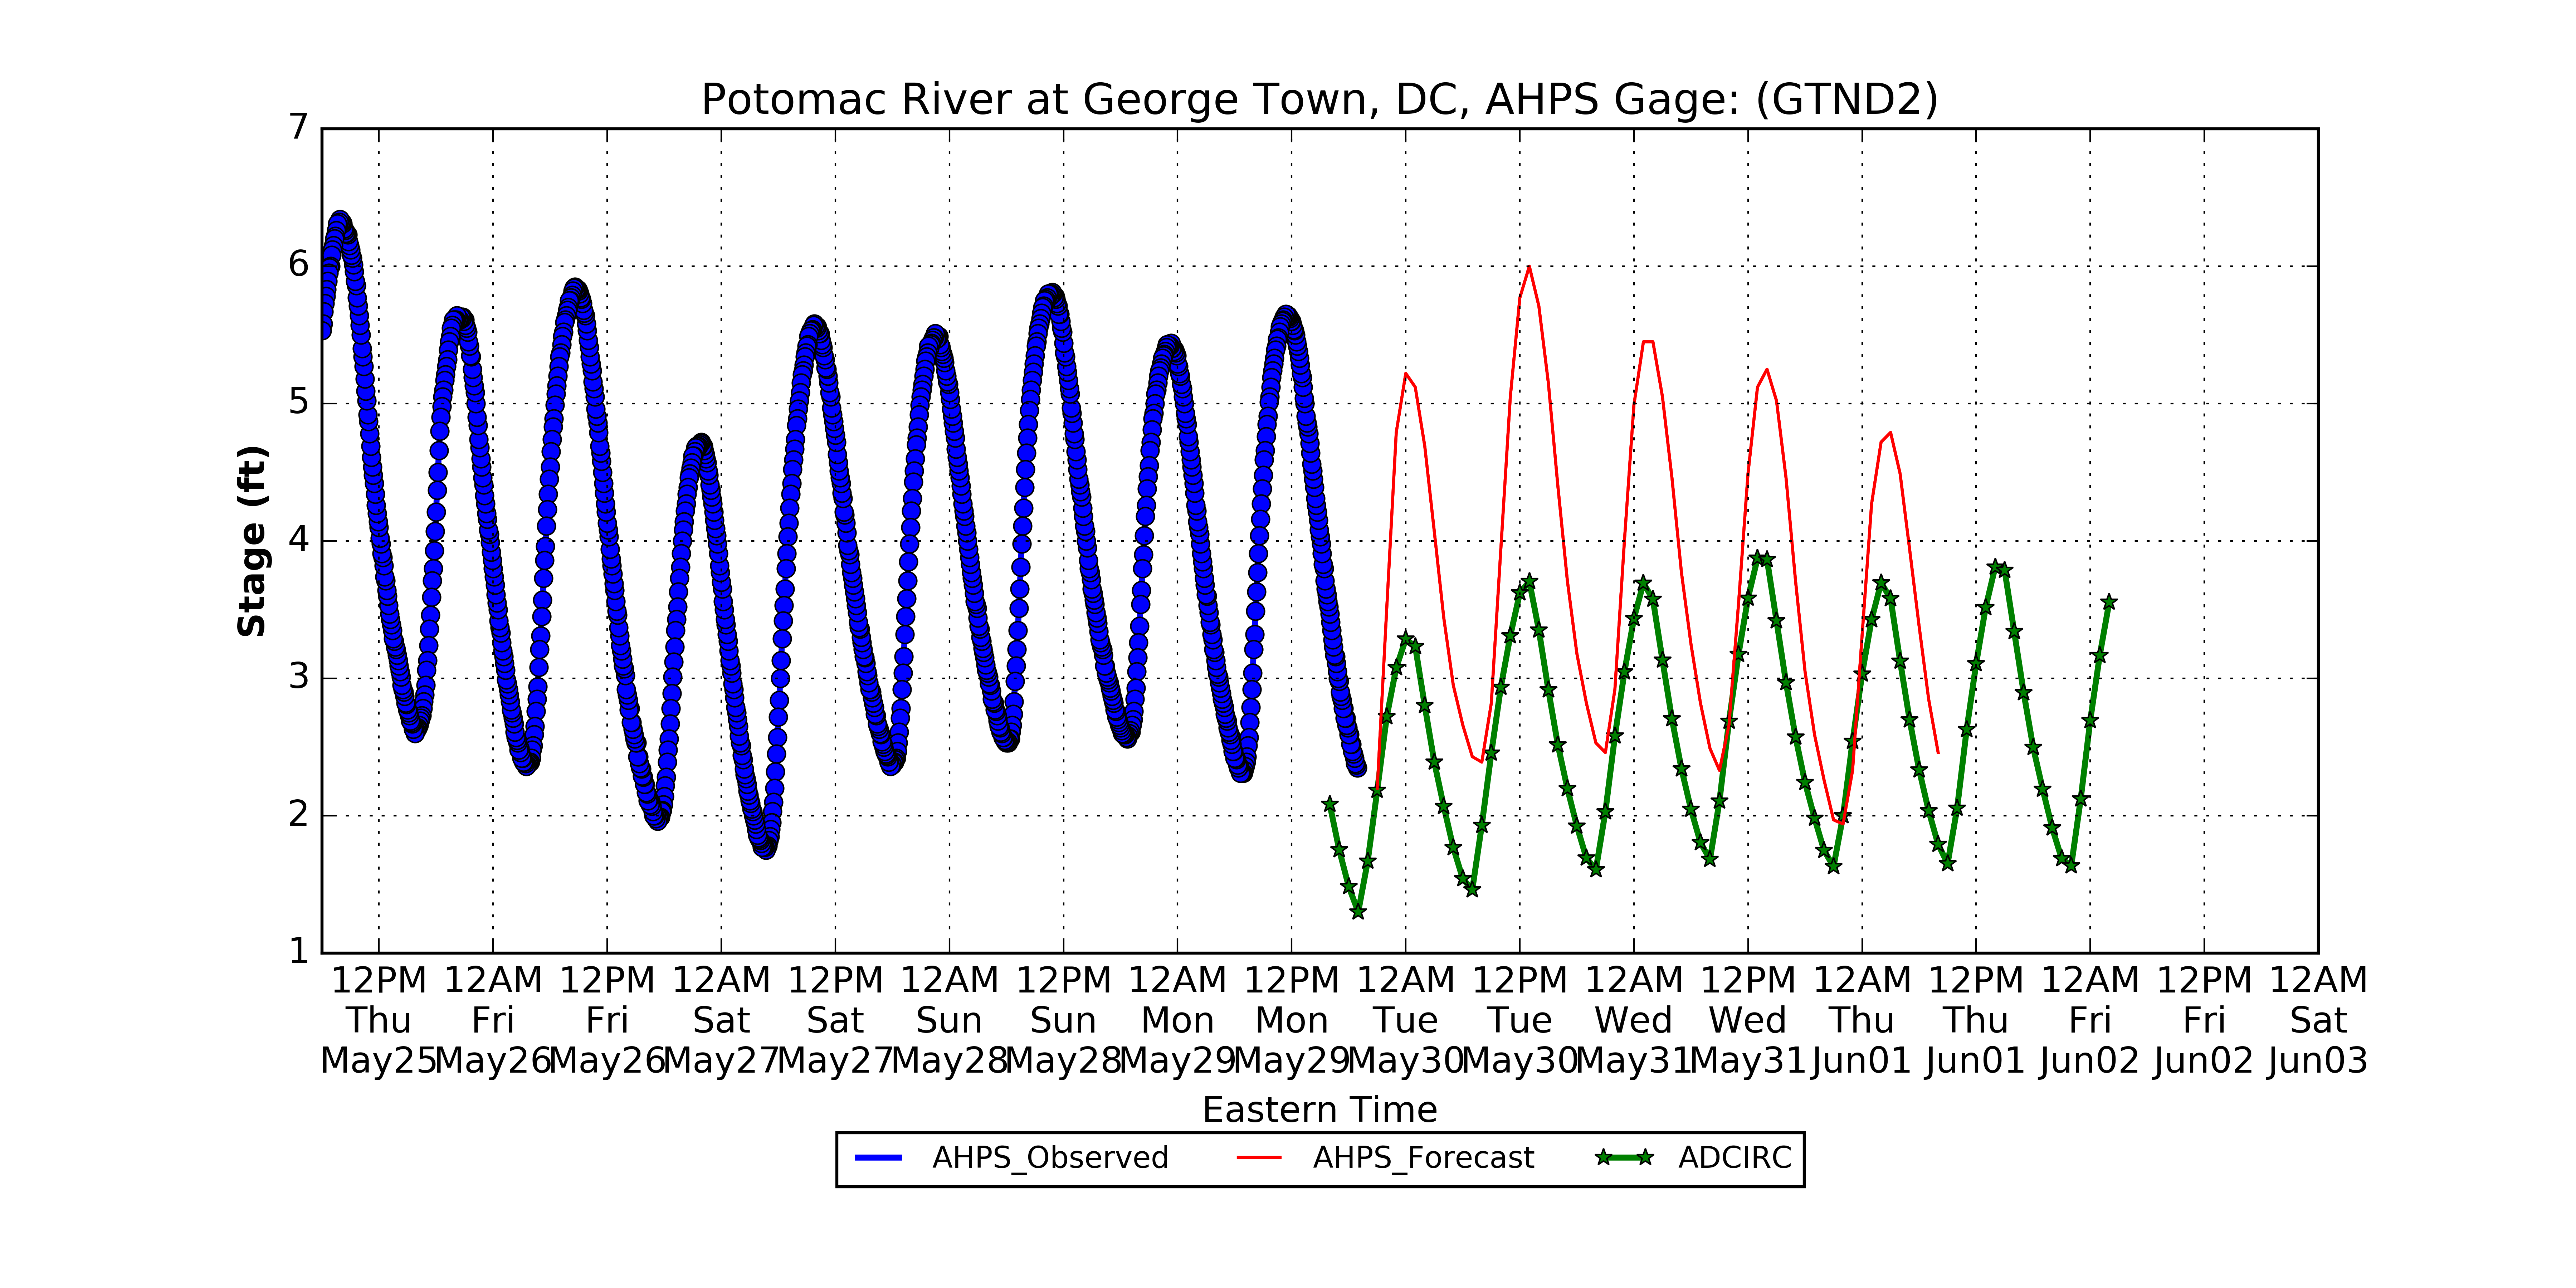 Potomac River at George Town, DC, AHPS Gage: (GTND2)
7
6
5
4
3
2
1
Stage (ft)
12PM 12AM 12PM 12AM 12PM 12AM 12PM 12AM 12PM 12AM 12PM 12AM 12PM 12AM 12PM 12AM 12PM 12AM
Thu Fri Fri Sat Sat Sun Sun Mon Mon Tue Tue Wed Wed Thu Thu Fri Fri Sat
May25 May26 May26 May27 May27 May28 May28 May29 May29 May30 May30 May31 May31 Jun01 Jun01 Jun02 Jun02 Jun03
Eastern Time
AHPS_Observed AHPS_Forecast ADCIRC